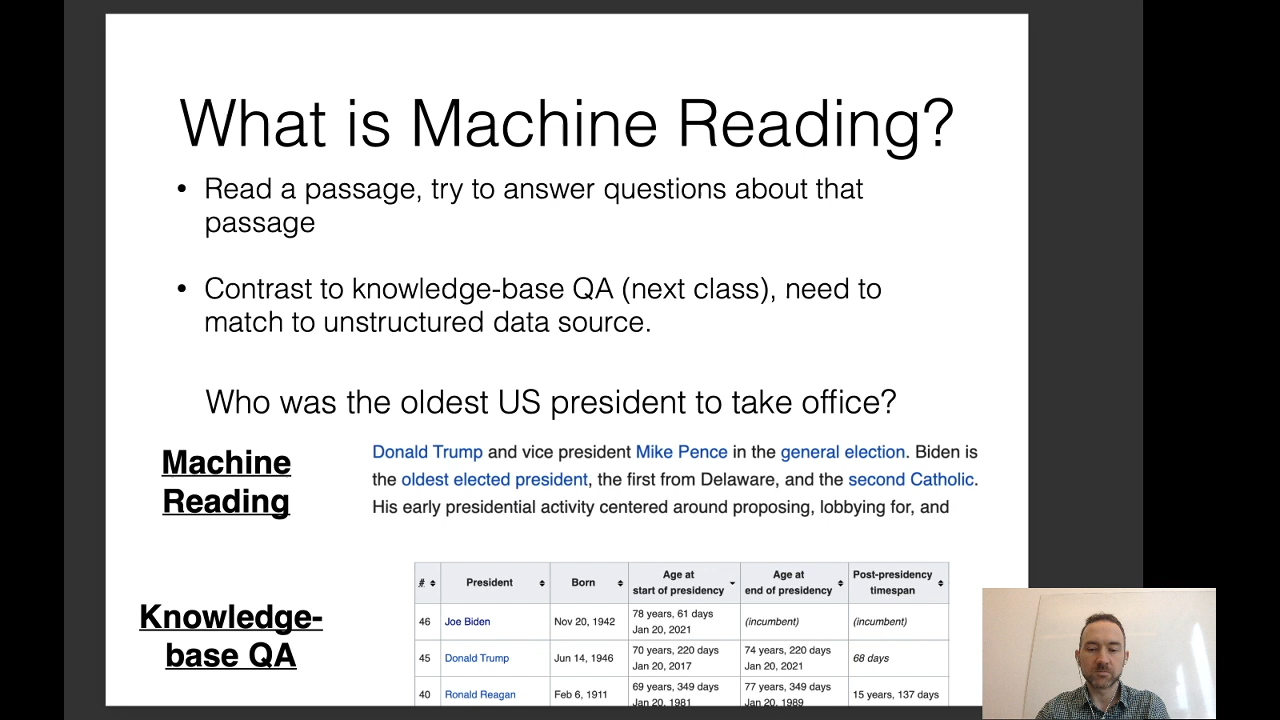 What is Machine Reading?
• Read a passage, try to answer questions about that
passage
• Contrast to knowledge-base QA (next class), need to
match to unstructured data source.
Who was the oldest US president to take office?
Machine
Reading
Donald Trump and vice president Mike Pence in the general election. Biden is
the oldest elected president, the first from Delaware, and the second Catholic.
His early presidential activity centered around proposing, lobbying for, and
Knowledge-
base QA
# President Born Age at start of presidency Age at end of presidency Post-presidency timespan
46 Joe Biden Nov 20, 1942 78 years, 61 days Jan 20, 2021 (incumbent) (incumbent)
45 Donald Trump Jun 14, 1946 70 years, 220 days Jan 20, 2017 74 years, 220 days Jan 20, 2021 68 days
40 Ronald Reagan Feb 6, 1911 69 years, 349 days Jan 20, 1981 77 years, 349 days Jan 20, 1989 15 years, 137 days